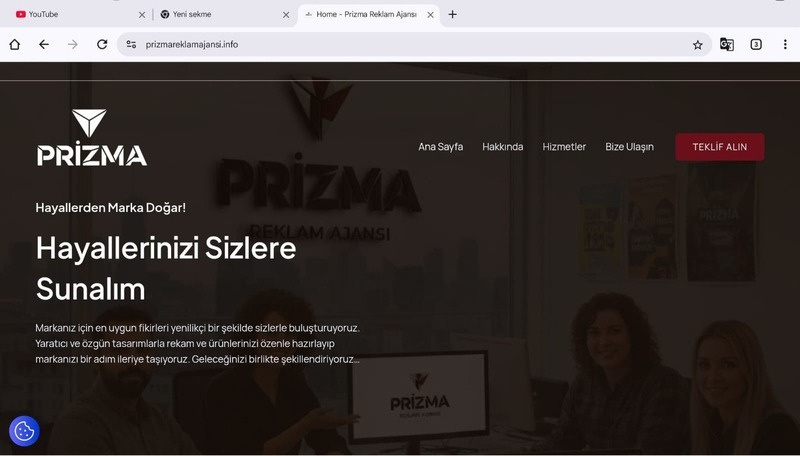 YouTube
Yeni sekme
Home - Prizma Reklam Ajansı
prizmareklamajansi.info
3
PRİZMA
Ana Sayfa
Hakkında
Hizmetler
Bize Ulaşın
TEKLİF ALIN
PRİZMA
REKLAM AJANSI
PRİZMA
Hayallerden Marka Doğar!
Hayallerinizi Sizlere
Sunalım
Markanız için en uygun fikirleri yenilikçi bir şekilde sizlerle buluşturuyoruz.
Yaratıcı ve özgün tasarımlarla rekam ve ürünlerinizi özenle hazırlayıp
markanızı bir adım ileriye taşıyoruz. Geleceğinizi birlikte şekillendiriyoruz...
PRİZMA